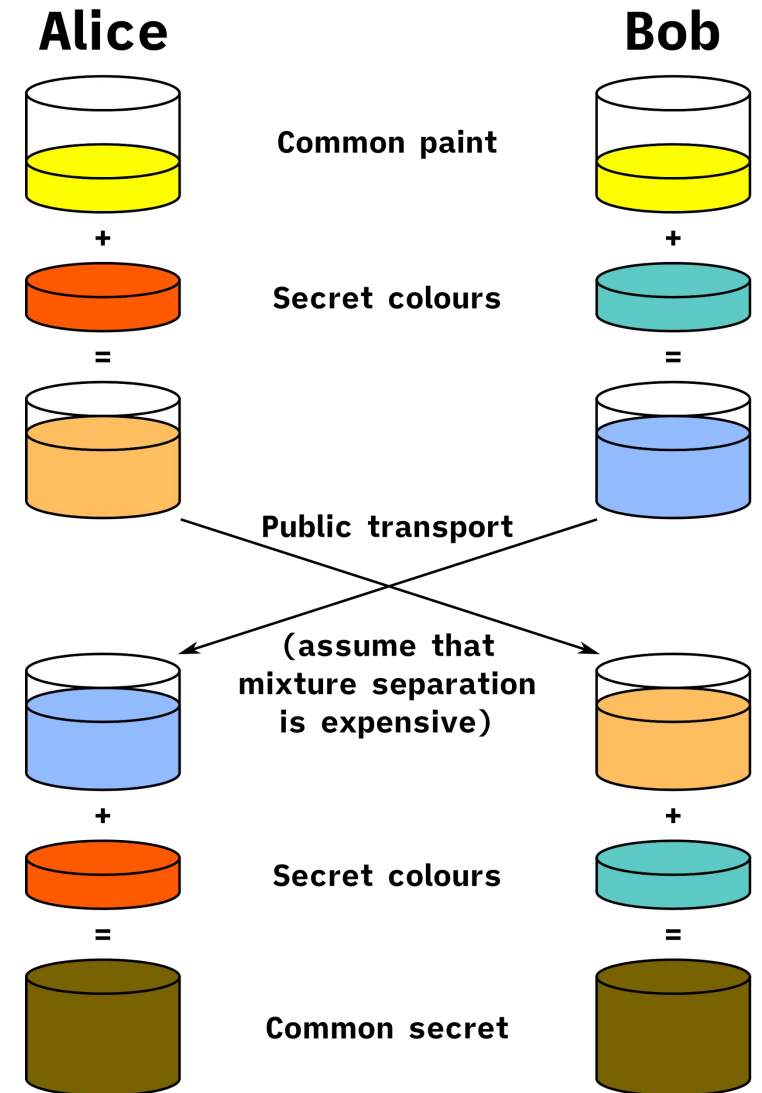 Alice
Bob
Common paint
+
+
Secret colours
=
=
Public transport
(assume that
mixture separation
is expensive)
+
+
Secret colours
=
=
Common secret